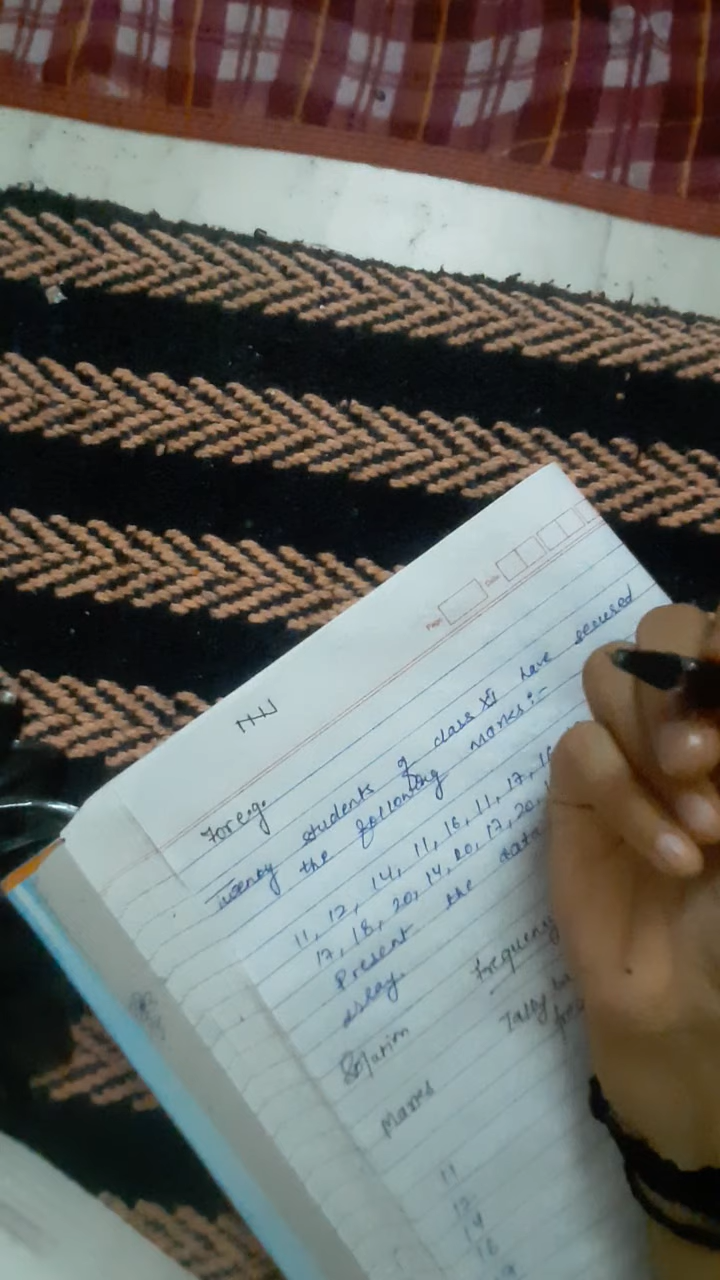 Page
Date
For eg.
Twenty students of class XI have secured
the following marks:-
11, 12, 14, 11, 16, 11, 17, 16
17, 18, 20, 14, 20, 17, 20,
Present the data
array.
Solution Frequency
Marks Tally
11
12
14
16